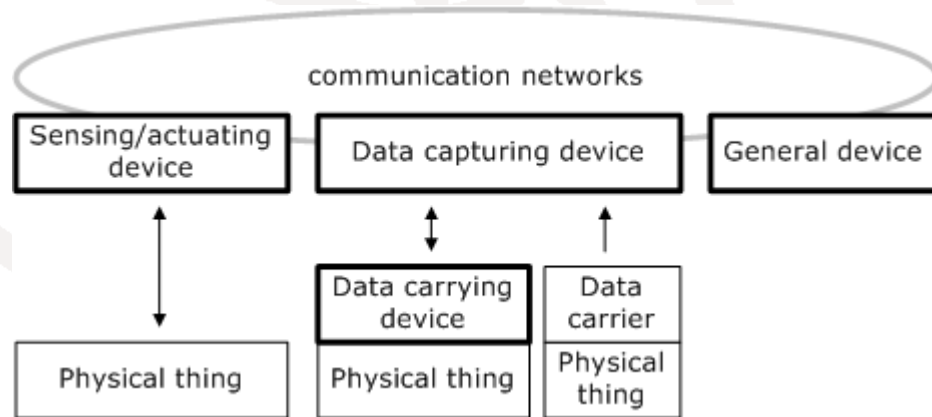 communication networks
Sensing/actuating
device
Data capturing device
General device
Data carrying
device
Data
carrier
Physical thing
Physical thing
Physical
thing